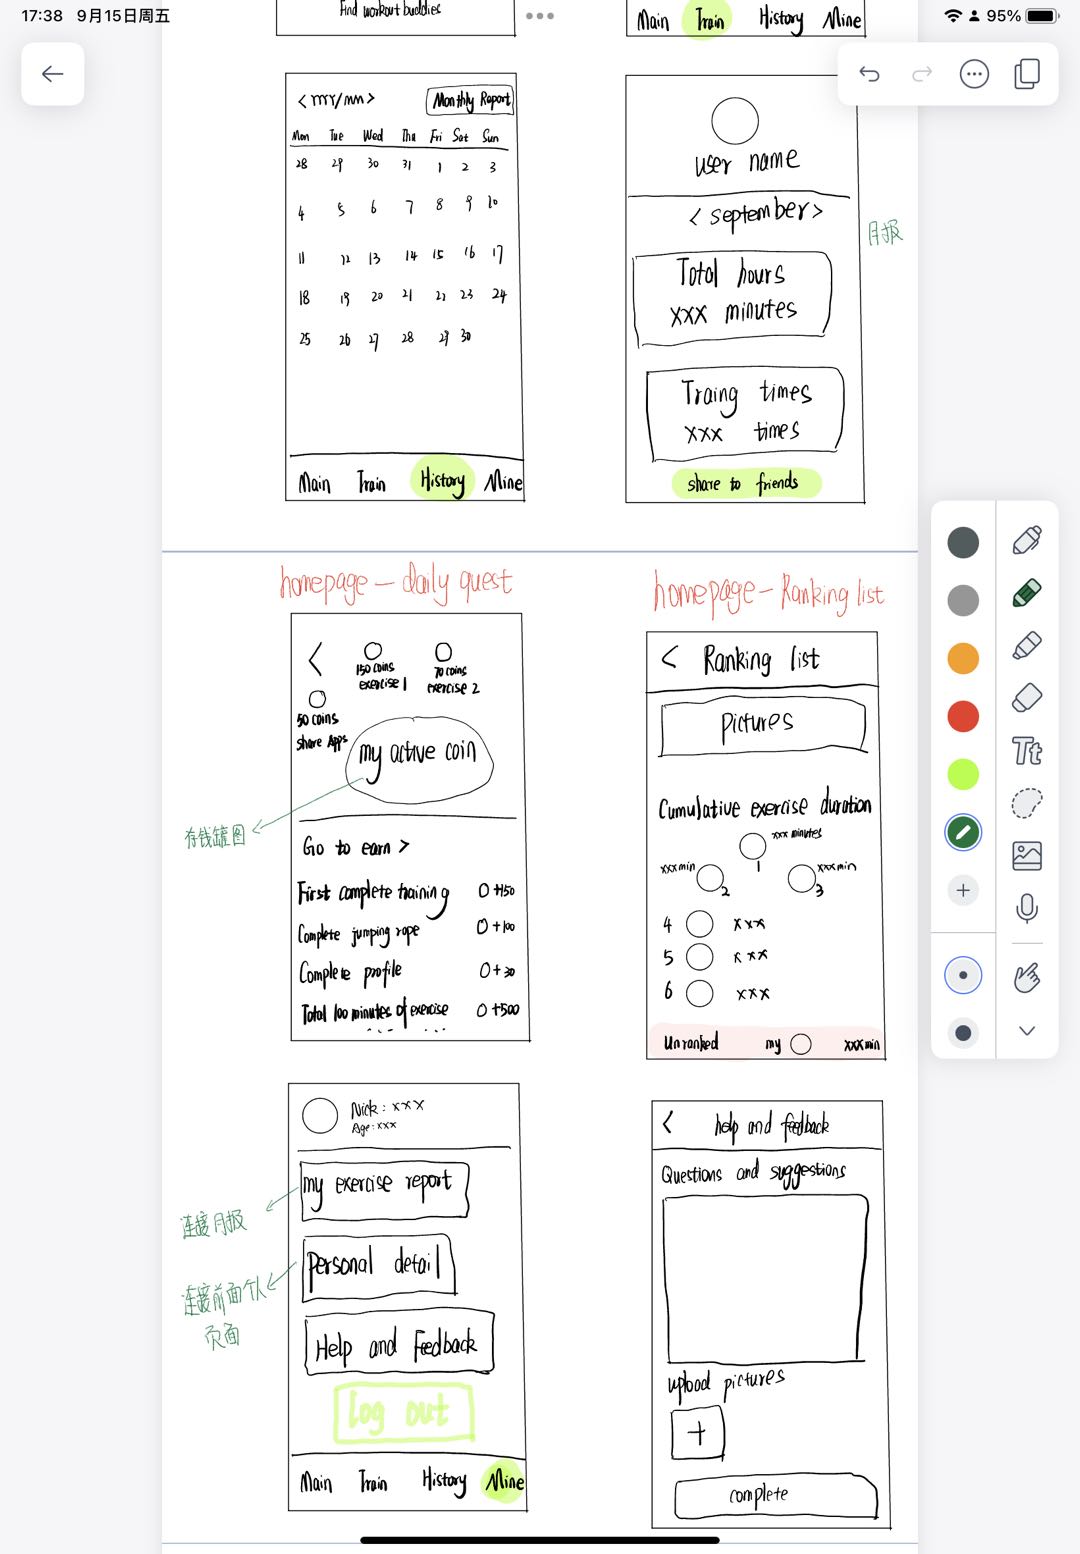 17:38 9月15日周五
95%
Find workout buddies
Main Train History Mine
< mm/nn >
Monthly Report
Mon Tue Wed Thu Fri Sat Sun
28 29 30 31 1 2 3
4 5 6 7 8 9 10
11 12 13 14 15 16 17
18 19 20 21 22 23 24
25 26 27 28 29 30
Main Train History Mine
user name
< september >
月报
Total hours
xxx minutes
Traing times
xxx times
share to friends
homepage — daily quest
<
150 coins
exercise 1
70 coins
exercise 2
50 coins
share Apps
my active coin
存钱罐图
Go to earn >
First complete training +150
Complete jumping rope +100
Complete profile +30
Total 100 minutes of exercise +500
homepage — Ranking list
< Ranking list
Pictures
Cumulative exercise duration
xxx minutes
1
xxx min
2
xxx min
3
4 xxx
5 xxx
6 xxx
Unranked my xxx min
Nick: xxx
Age: xxx
my exercise report
连接月报
Personal detail
连接前面个人
页面
Help and Feedback
log out
Main Train History Mine
< help and feedback
Questions and suggestions
upload pictures
+
complete
Tt